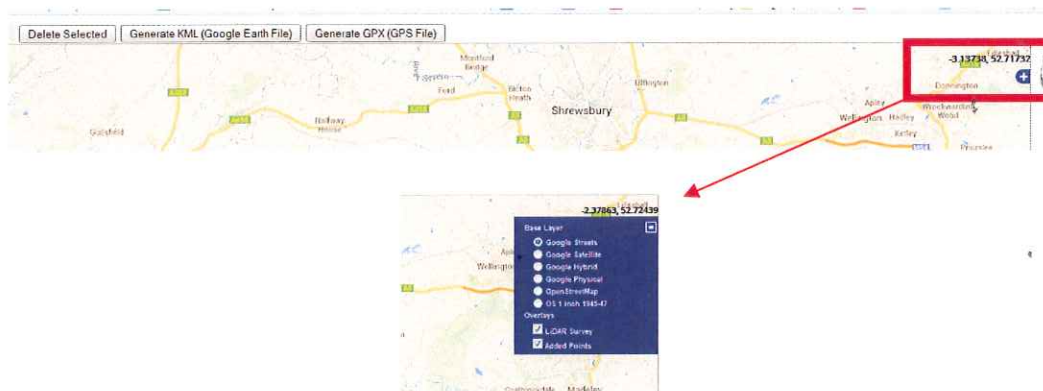 Delete Selected Generate KML (Google Earth File) Generate GPX (GPS File)
-3.13738, 52.71732
Montford
Bridge
Uffington
Donnington
Ford
Bicton
Heath
Shrewsbury
Apley
Wellington Hadley
Wood
Ketley
Guilsfield
Halfway
House
A5
M54
Priorslee
-2.37863, 52.72439
Base Layer
Google Streets
Google Satellite
Google Hybrid
Google Physical
OpenStreetMap
OS 1 inch 1945-47
Overlays
LiDAR Survey
Added Points
Wellington
Madeley